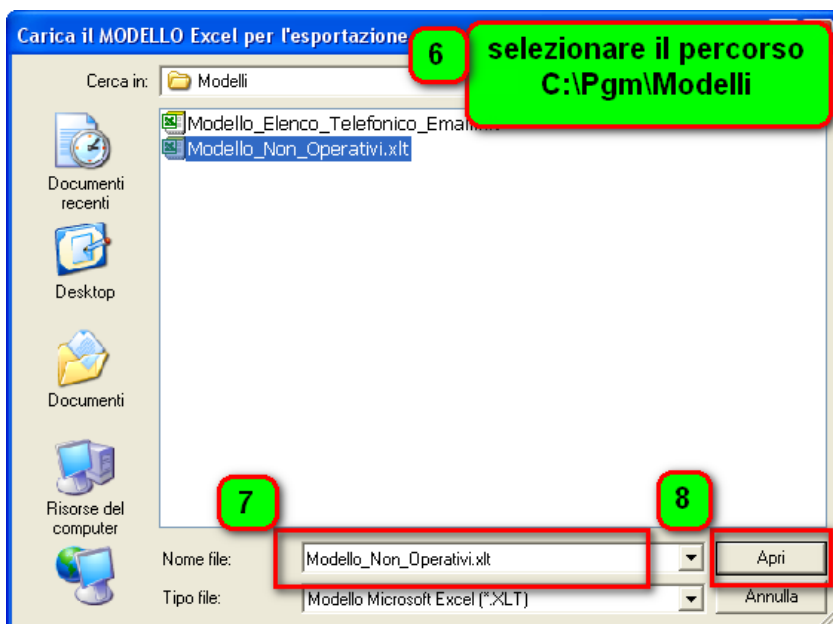 Carica il MODELLO Excel per l'esportazione
6
selezionare il percorso
C:\Pgm\Modelli
Cerca in:
Modelli
Modello_Elenco_Telefonico_Email
Modello_Non_Operativi.xlt
Documenti
recenti
Desktop
Documenti
Risorse del
computer
7
8
Nome file:
Modello_Non_Operativi.xlt
Apri
Tipo file:
Modello Microsoft Excel (*.XLT)
Annulla